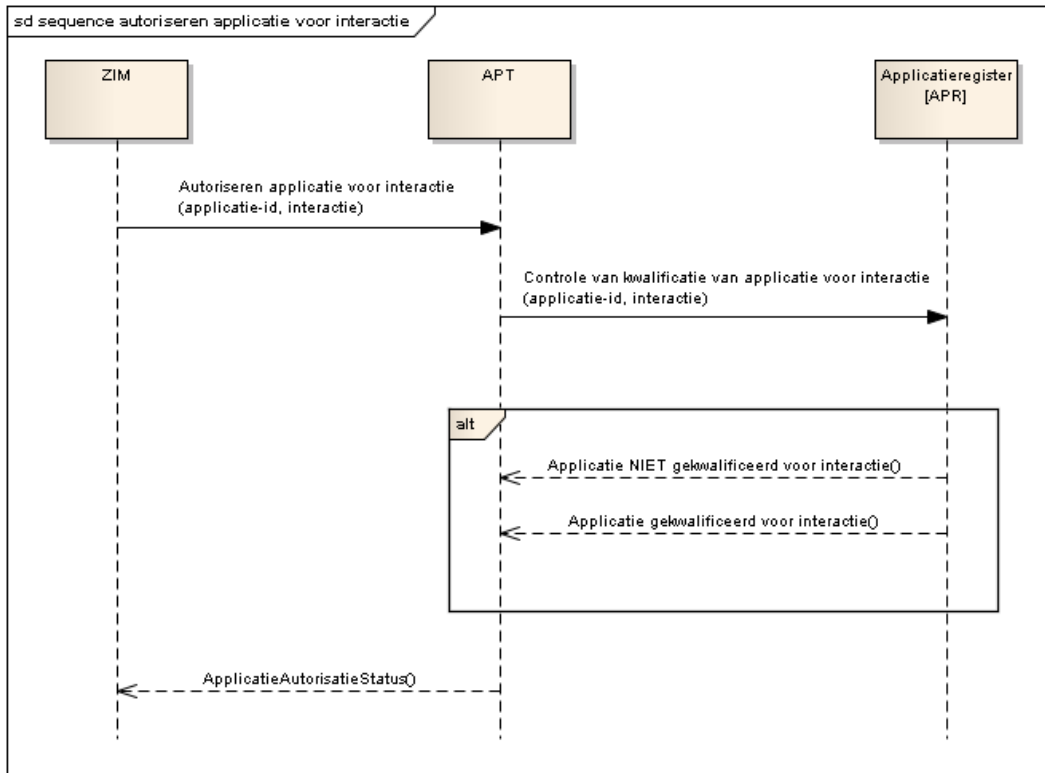 sd sequence autoriseren applicatie voor interactie
ZIM
APT
Applicatieregister
[APR]
Autoriseren applicatie voor interactie
(applicatie-id, interactie)
Controle van kwalificatie van applicatie voor interactie
(applicatie-id, interactie)
alt
Applicatie NIET gekwalificeerd voor interactie()
Applicatie gekwalificeerd voor interactie()
ApplicatieAutorisatieStatus()